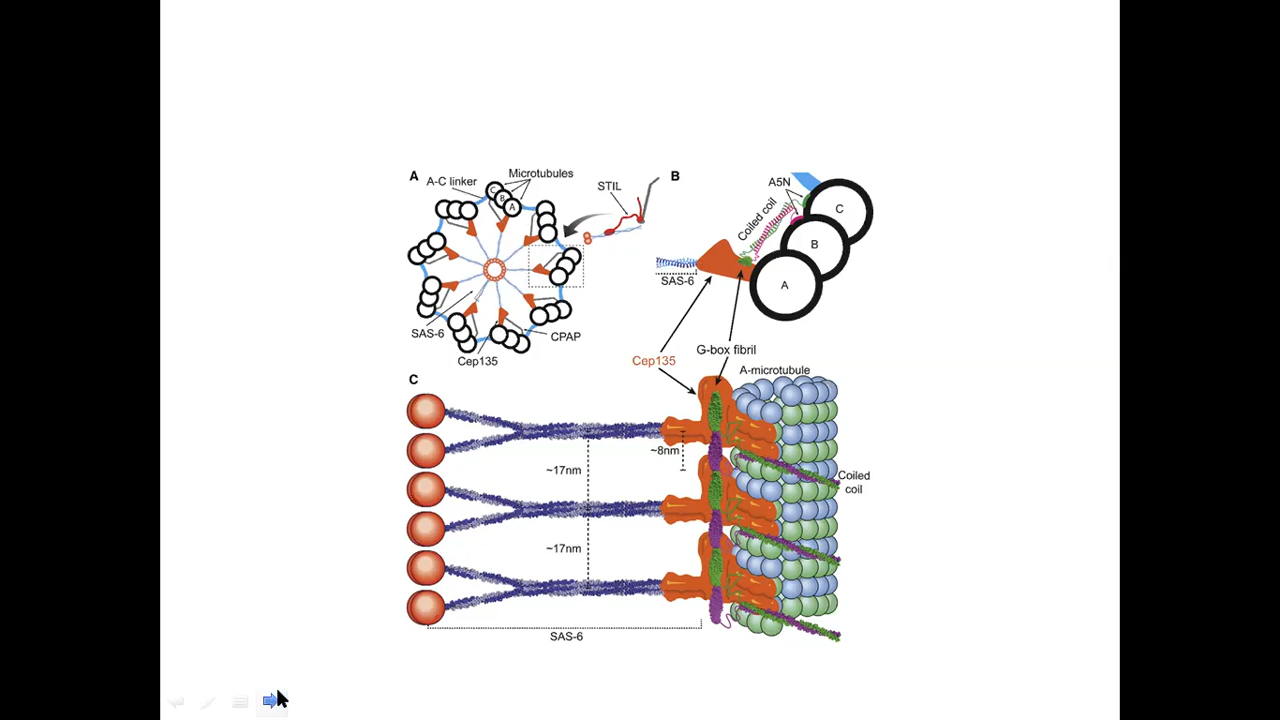 A
A-C linker
Microtubules
C
B
A
STIL
SAS-6
Cep135
CPAP
B
A5N
Coiled coil
C
B
A
SAS-6
Cep135
G-box fibril
C
A-microtubule
~17nm
~8nm
Coiled
coil
~17nm
SAS-6